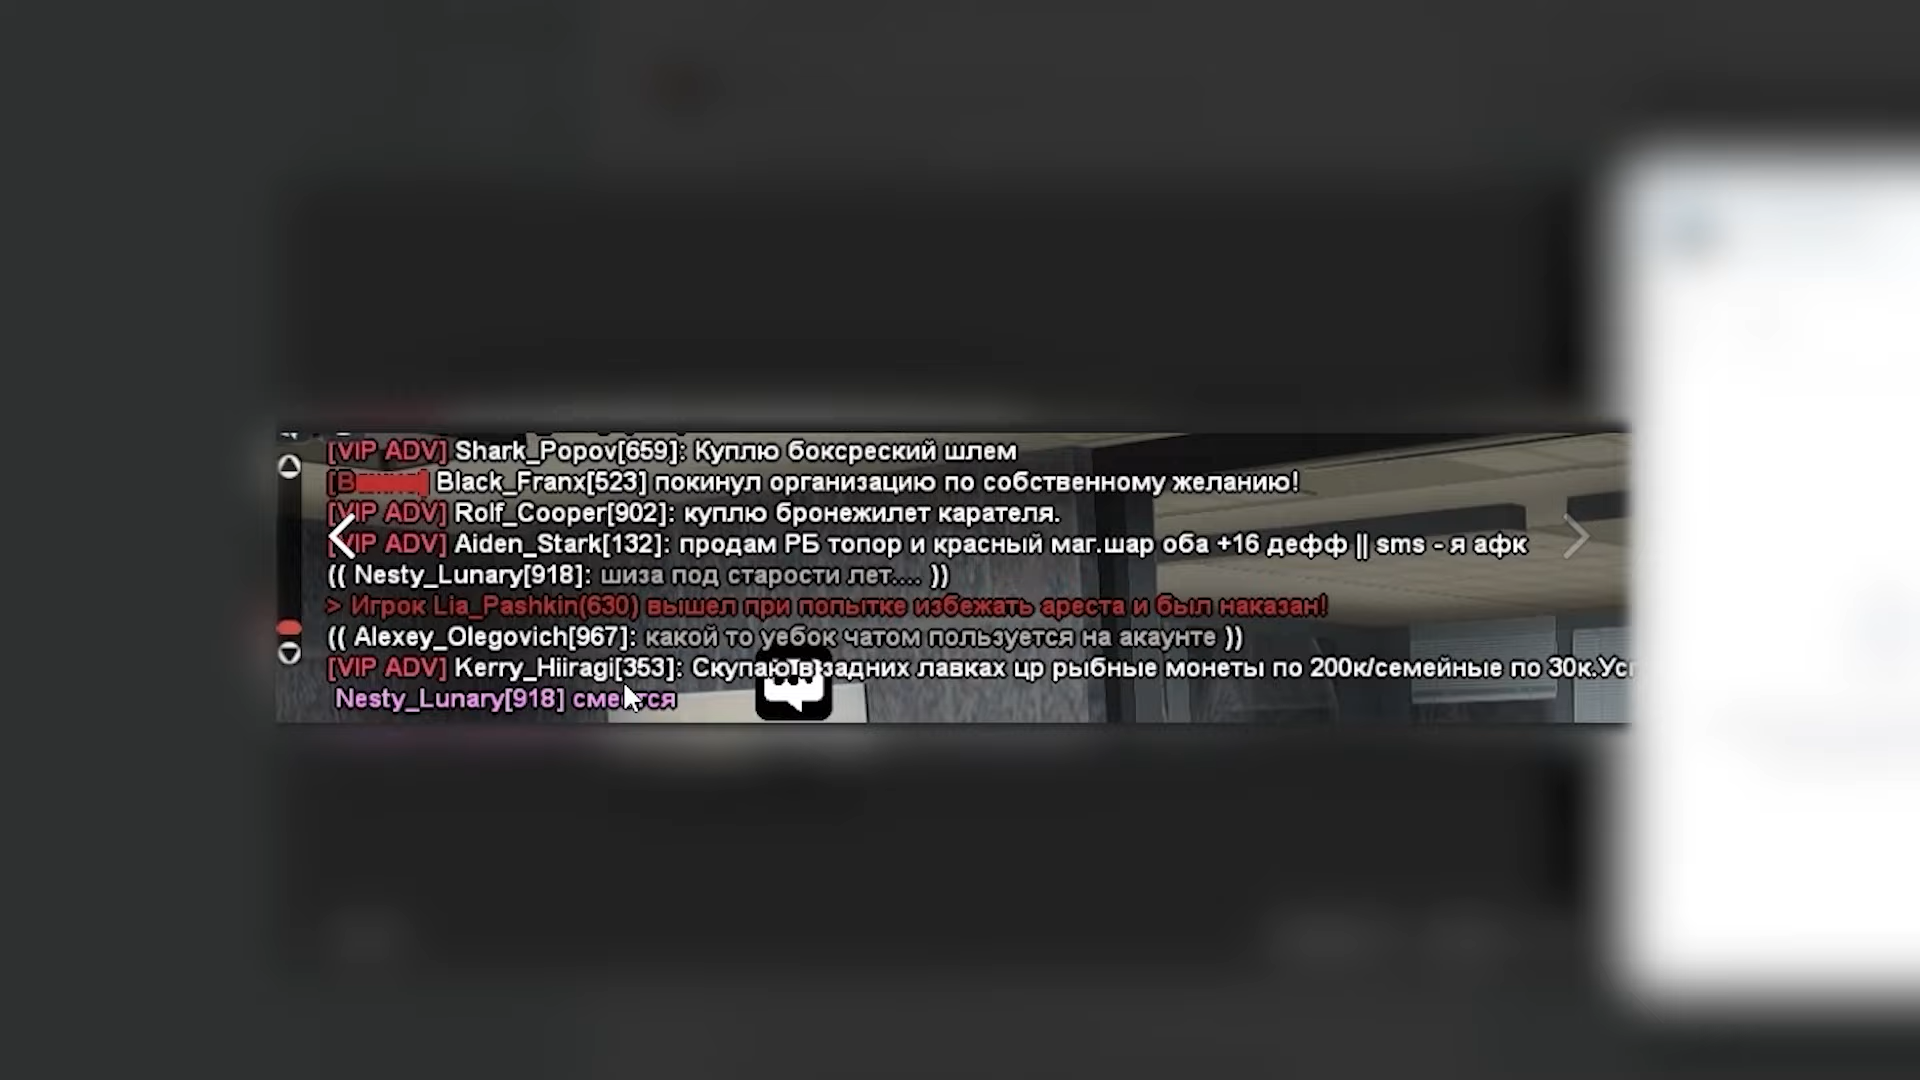 [VIP ADV] Shark_Popov[659]: Куплю боксреский шлем
Black_Franx[523] покинул организацию по собственному желанию!
[VIP ADV] Rolf_Cooper[902]: куплю бронежилет карателя.
[VIP ADV] Aiden_Stark[132]: продам РБ топор и красный маг.шар оба +16 дефф || sms - я афк
(( Nesty_Lunary[918]: шиза под старости лет.... ))
> Игрок Lia_Pashkin(630) вышел при попытке избежать ареста и был наказан!
(( Alexey_Olegovich[967]: какой то уебок чатом пользуется на акаунте ))
[VIP ADV] Kerry_Hiiragi[353]: Скупаю в задних лавках цр рыбные монеты по 200к/семейные по 30к.
Nesty_Lunary[918] смеется